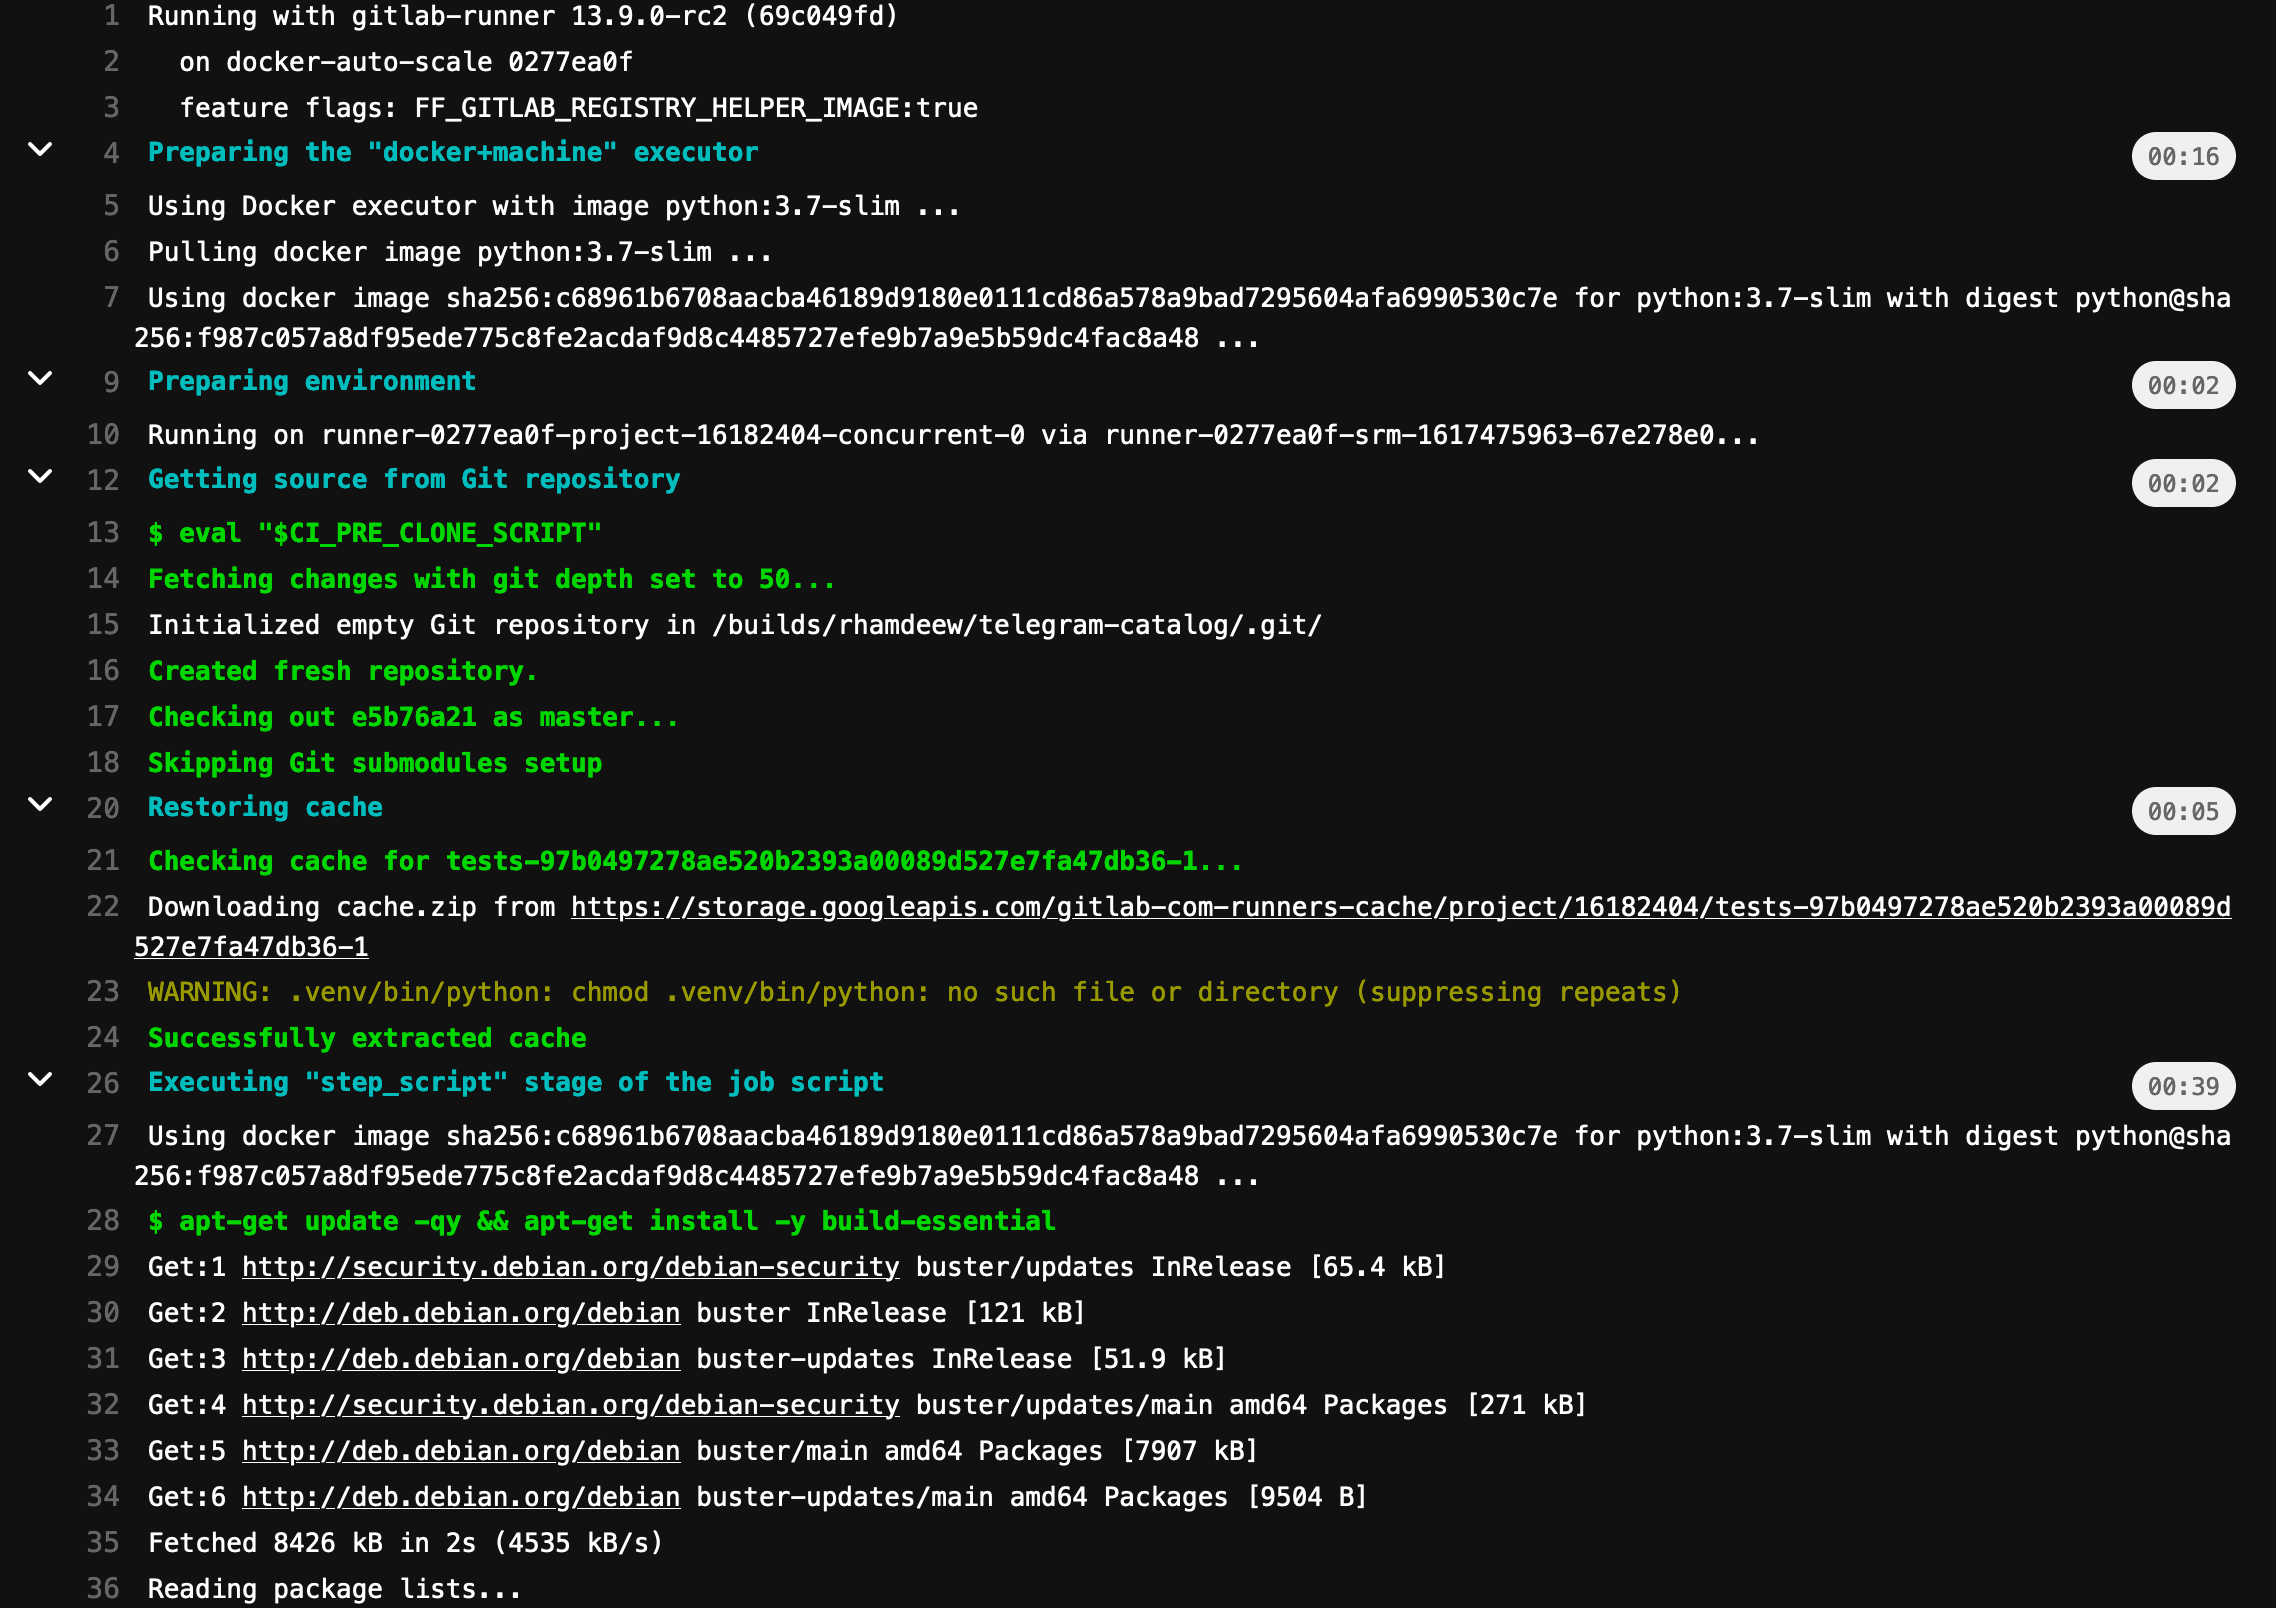 1 Running with gitlab-runner 13.9.0-rc2 (69c049fd)
2 on docker-auto-scale 0277ea0f
3 feature flags: FF_GITLAB_REGISTRY_HELPER_IMAGE:true
4 Preparing the "docker+machine" executor 00:16
5 Using Docker executor with image python:3.7-slim ...
6 Pulling docker image python:3.7-slim ...
7 Using docker image sha256:c68961b6708aacba46189d9180e0111cd86a578a9bad7295604afa6990530c7e for python:3.7-slim with digest python@sha
256:f987c057a8df95ede775c8fe2acdaf9d8c4485727efe9b7a9e5b59dc4fac8a48 ...
9 Preparing environment 00:02
10 Running on runner-0277ea0f-project-16182404-concurrent-0 via runner-0277ea0f-srm-1617475963-67e278e0...
12 Getting source from Git repository 00:02
13 $ eval "$CI_PRE_CLONE_SCRIPT"
14 Fetching changes with git depth set to 50...
15 Initialized empty Git repository in /builds/rhamdeew/telegram-catalog/.git/
16 Created fresh repository.
17 Checking out e5b76a21 as master...
18 Skipping Git submodules setup
20 Restoring cache 00:05
21 Checking cache for tests-97b0497278ae520b2393a00089d527e7fa47db36-1...
22 Downloading cache.zip from https://storage.googleapis.com/gitlab-com-runners-cache/project/16182404/tests-97b0497278ae520b2393a00089d
527e7fa47db36-1
23 WARNING: .venv/bin/python: chmod .venv/bin/python: no such file or directory (suppressing repeats)
24 Successfully extracted cache
26 Executing "step_script" stage of the job script 00:39
27 Using docker image sha256:c68961b6708aacba46189d9180e0111cd86a578a9bad7295604afa6990530c7e for python:3.7-slim with digest python@sha
256:f987c057a8df95ede775c8fe2acdaf9d8c4485727efe9b7a9e5b59dc4fac8a48 ...
28 $ apt-get update -qy && apt-get install -y build-essential
29 Get:1 http://security.debian.org/debian-security buster/updates InRelease [65.4 kB]
30 Get:2 http://deb.debian.org/debian buster InRelease [121 kB]
31 Get:3 http://deb.debian.org/debian buster-updates InRelease [51.9 kB]
32 Get:4 http://security.debian.org/debian-security buster/updates/main amd64 Packages [271 kB]
33 Get:5 http://deb.debian.org/debian buster/main amd64 Packages [7907 kB]
34 Get:6 http://deb.debian.org/debian buster-updates/main amd64 Packages [9504 B]
35 Fetched 8426 kB in 2s (4535 kB/s)
36 Reading package lists...